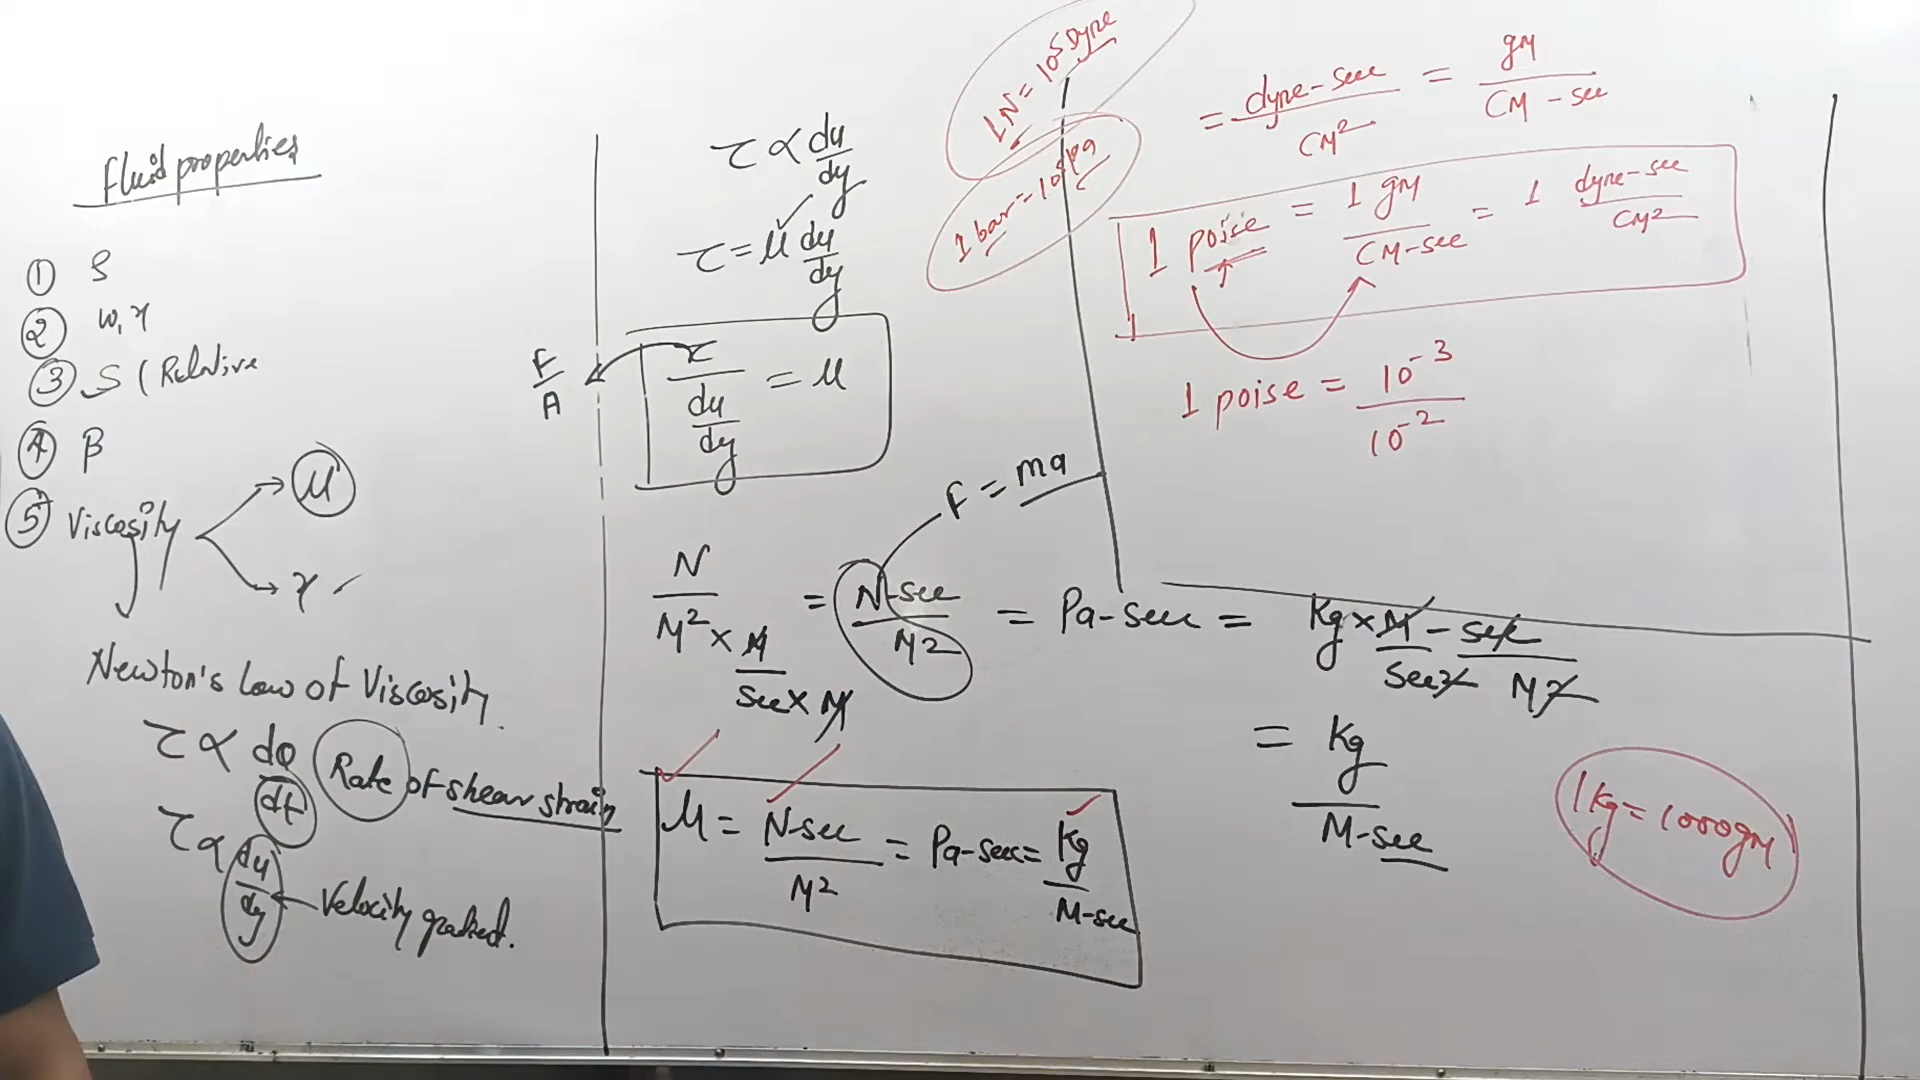 Fluid properties
① ρ
② w, γ
③ S (Relative
④ β
⑤ Viscosity → μ
→ ν
Newton's Law of Viscosity.
τ ∝ dθ/dt Rate of shear strain
τ ∝ du/dy ← Velocity gradient.
τ ∝ du/dy
τ = μ du/dy
F/A
τ / (du/dy) = μ
F = ma
N / (M² × M/(sec × M)) = N-sec/M² = Pa-sec = Kg × M/sec² - sec/M²
= Kg/M-sec
μ = N-sec/M² = Pa-sec = Kg/M-sec
1N = 10⁵ Dyne
1 bar = 10⁵ Pa
= dyne-sec/CM² = gm/CM-sec
1 poise = 1 gm/CM-sec = 1 dyne-sec/CM²
1 poise = 10⁻³/10⁻²
1Kg = 1000gm